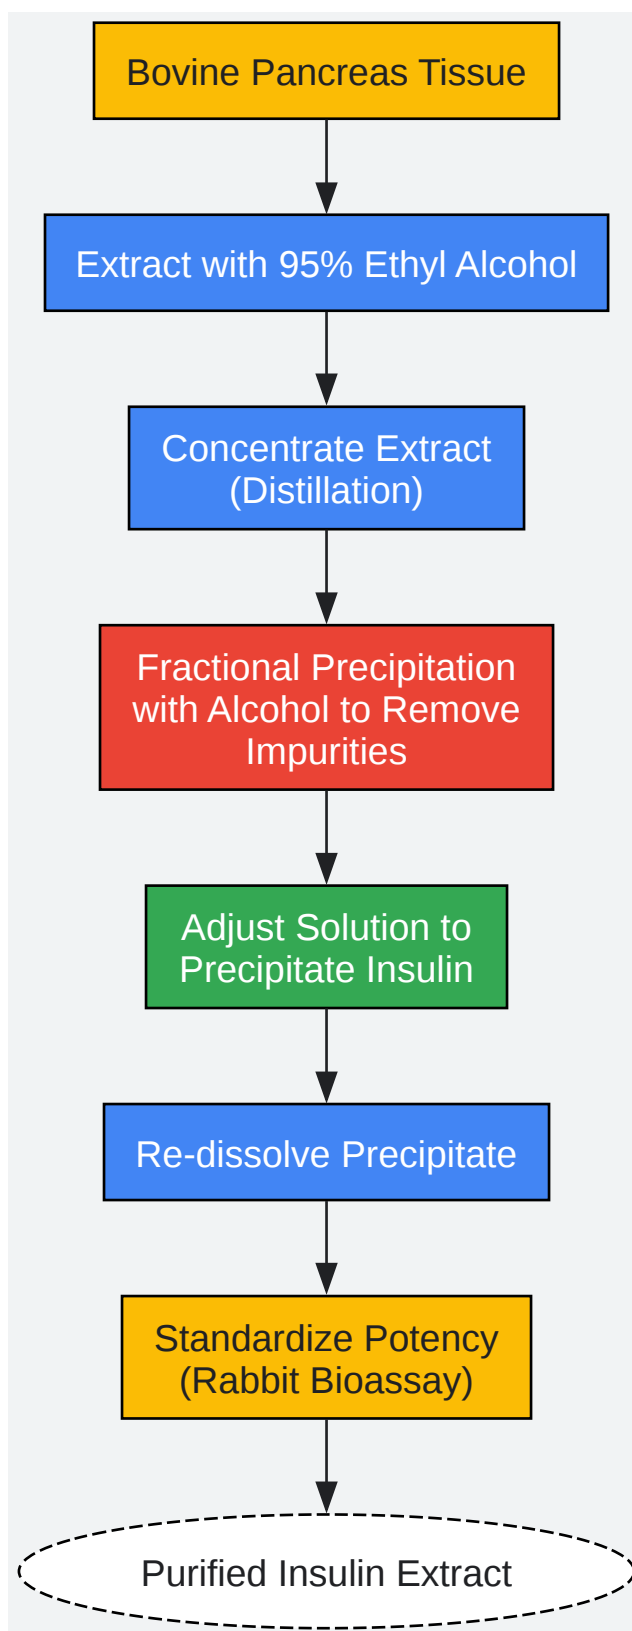 Bovine Pancreas Tissue
Extract with 95% Ethyl Alcohol
Concentrate Extract
(Distillation)
Fractional Precipitation
with Alcohol to Remove
Impurities
Adjust Solution to
Precipitate Insulin
Re-dissolve Precipitate
Standardize Potency
(Rabbit Bioassay)
Purified Insulin Extract